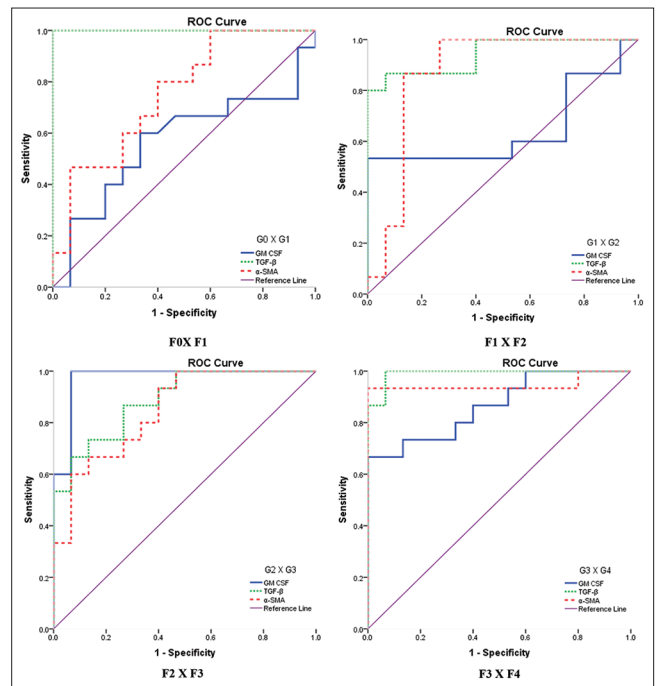 ROC Curve
1.0
0.8
0.6
0.4
0.2
0.0
Sensitivity
G0 X G1
GM CSF
TGF-β
α-SMA
Reference Line
0.0 0.2 0.4 0.6 0.8 1.0
1 - Specificity
F0X F1
ROC Curve
1.0
0.8
0.6
0.4
0.2
0.0
Sensitivity
G1 X G2
GM CSF
TGF-β
α-SMA
Reference Line
0.0 0.2 0.4 0.6 0.8 1.0
1 - Specificity
F1 X F2
ROC Curve
1.0
0.8
0.6
0.4
0.2
0.0
Sensitivity
G2 X G3
GM CSF
TGF-β
α-SMA
Reference Line
0.0 0.2 0.4 0.6 0.8 1.0
1 - Specificity
F2 X F3
ROC Curve
1.0
0.8
0.6
0.4
0.2
0.0
Sensitivity
G3 X G4
GM CSF
TGF-β
α-SMA
Reference Line
0.0 0.2 0.4 0.6 0.8 1.0
1 - Specificity
F3 X F4